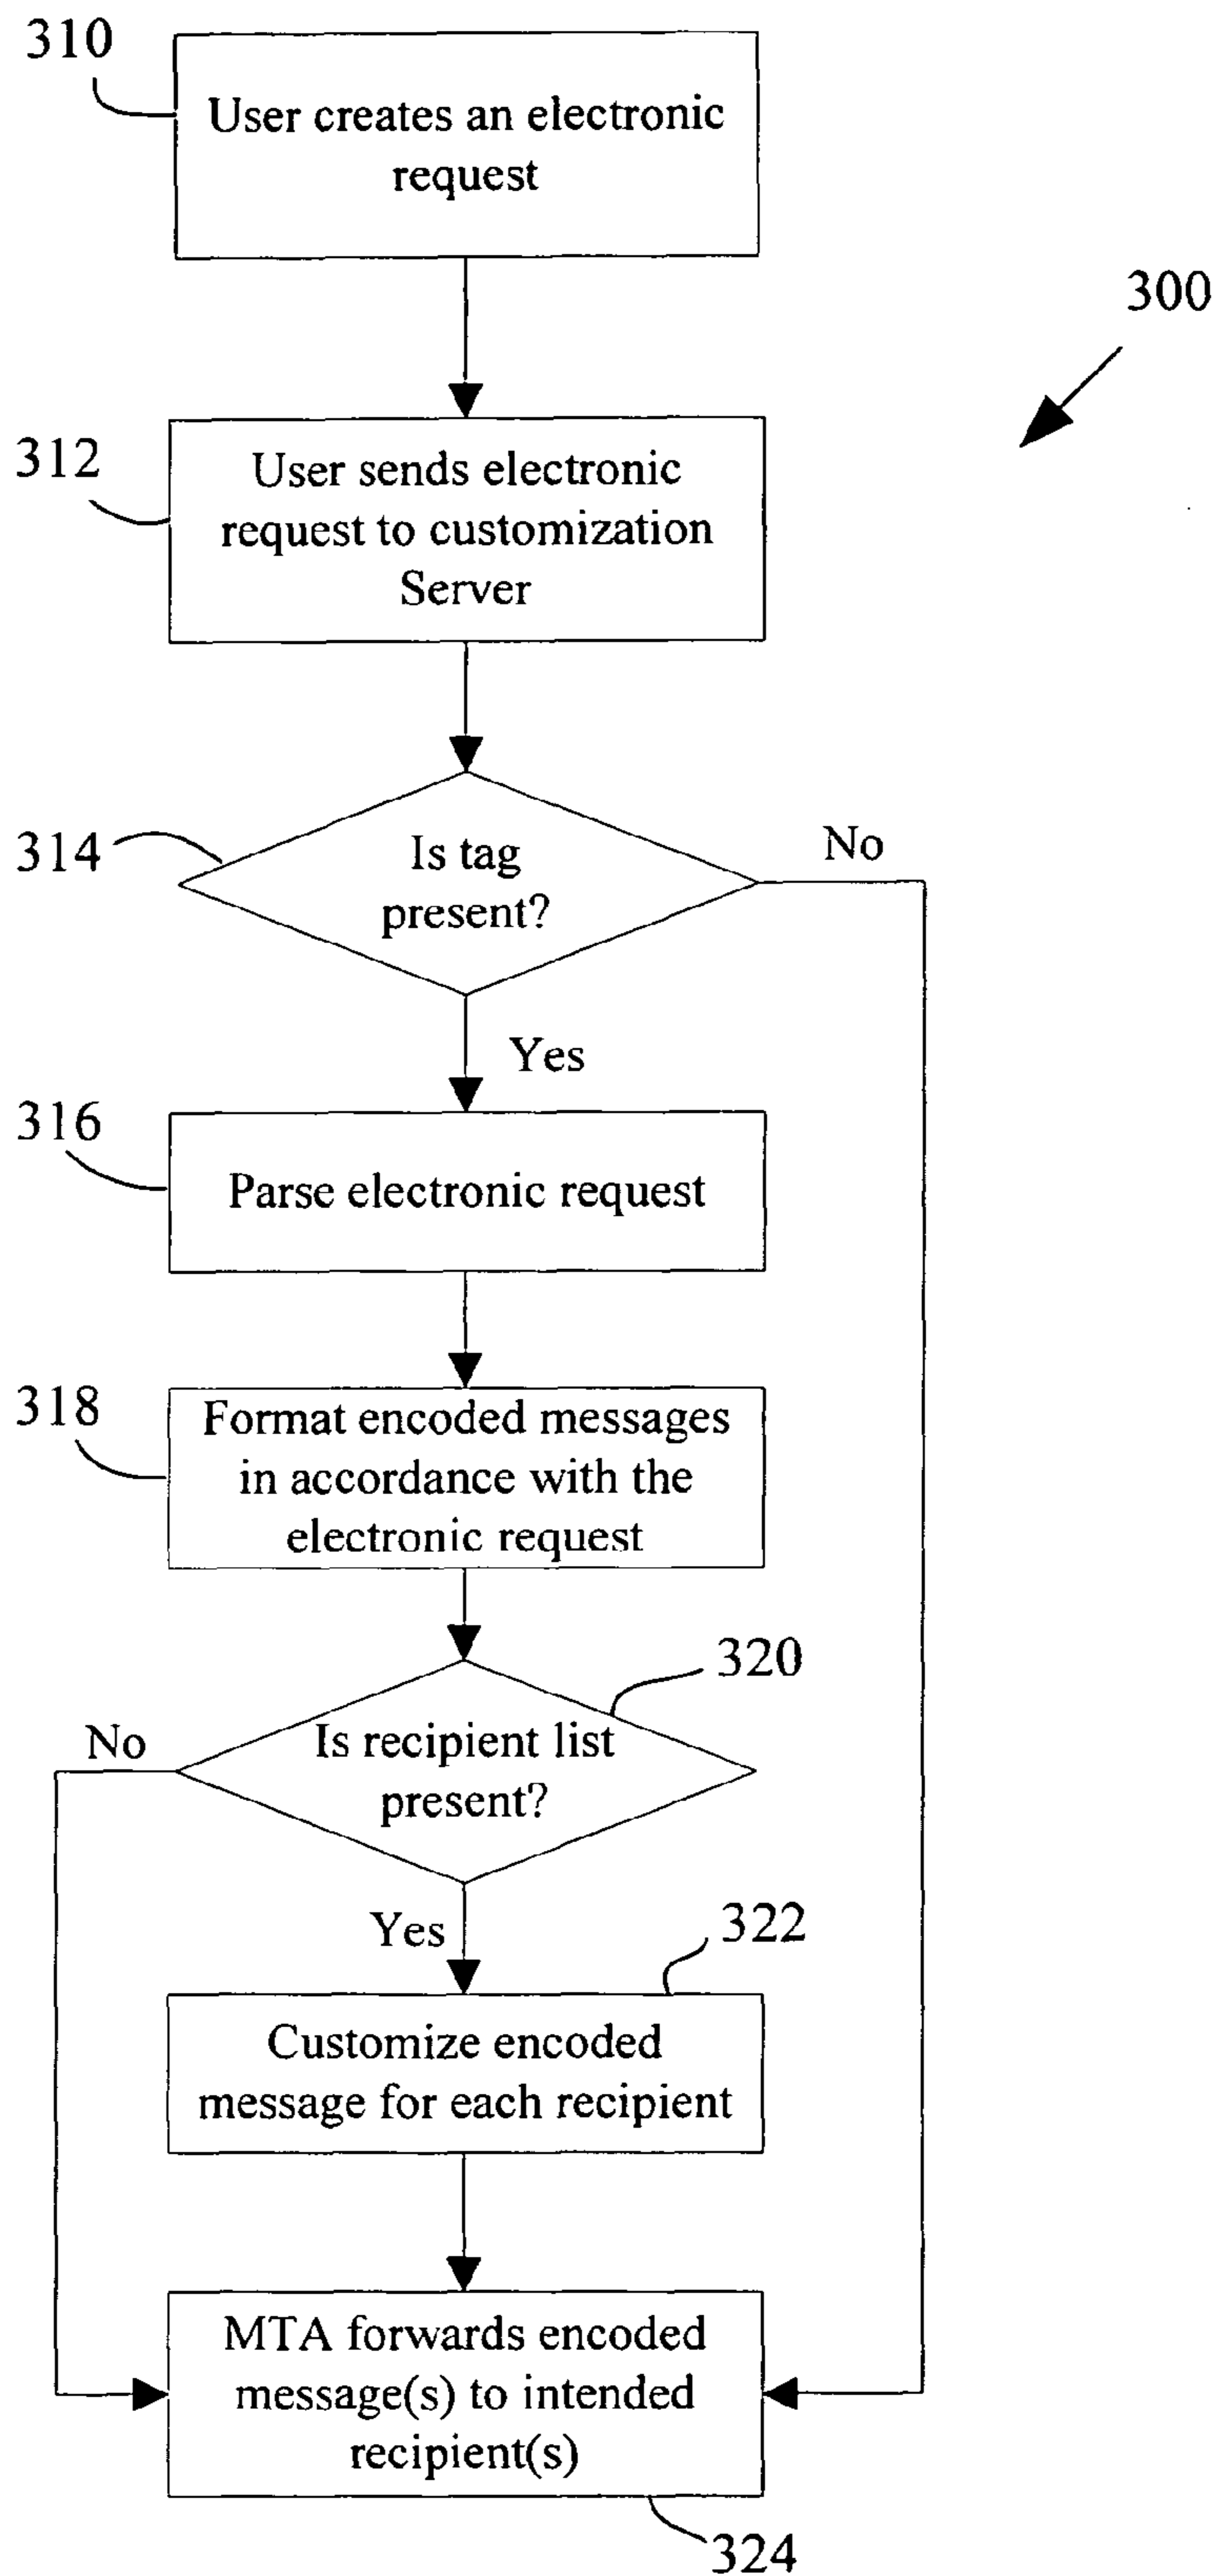 310
User creates an electronic
request
300
312
User sends electronic
request to customization
Server
314
Is tag
present?
No
Yes
316
Parse electronic request
318
Format encoded messages
in accordance with the
electronic request
320
No
Is recipient list
present?
Yes
322
Customize encoded
message for each recipient
MTA forwards encoded
message(s) to intended
recipient(s)
324